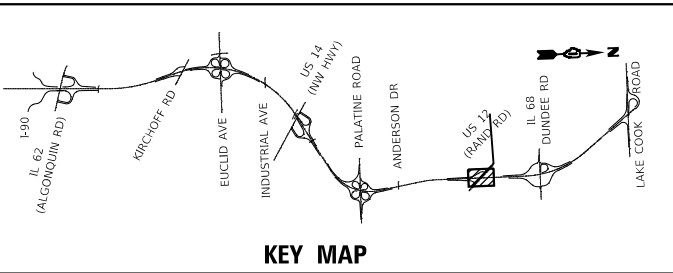 I-90
IL 62
(ALGONQUIN RD)
KIRCHOFF RD
EUCLID AVE
INDUSTRIAL AVE
US 14
(NW HWY)
PALATINE ROAD
ANDERSON DR
US 12
(RAND RD)
IL 68
DUNDEE RD
LAKE COOK ROAD
N
KEY MAP